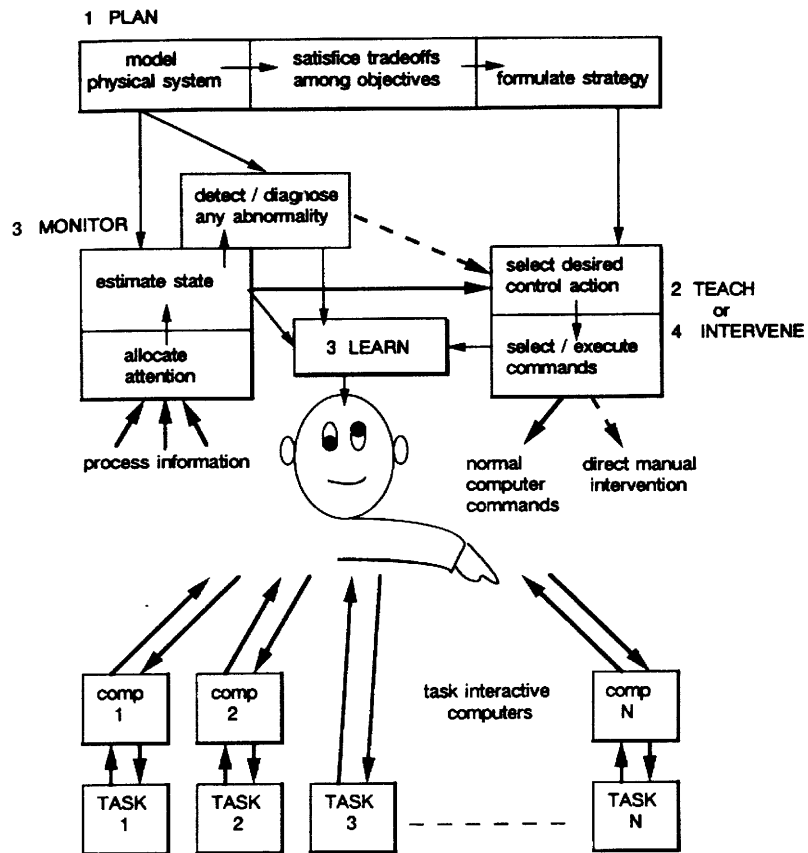 1 PLAN
model
physical system
satisfice tradeoffs
among objectives
formulate strategy
detect / diagnose
any abnormality
3 MONITOR
estimate state
select desired
control action
2 TEACH
or
4 INTERVENE
3 LEARN
allocate
attention
select / execute
commands
process information
normal
computer
commands
direct manual
intervention
comp
1
comp
2
task interactive
computers
comp
N
TASK
1
TASK
2
TASK
3
TASK
N